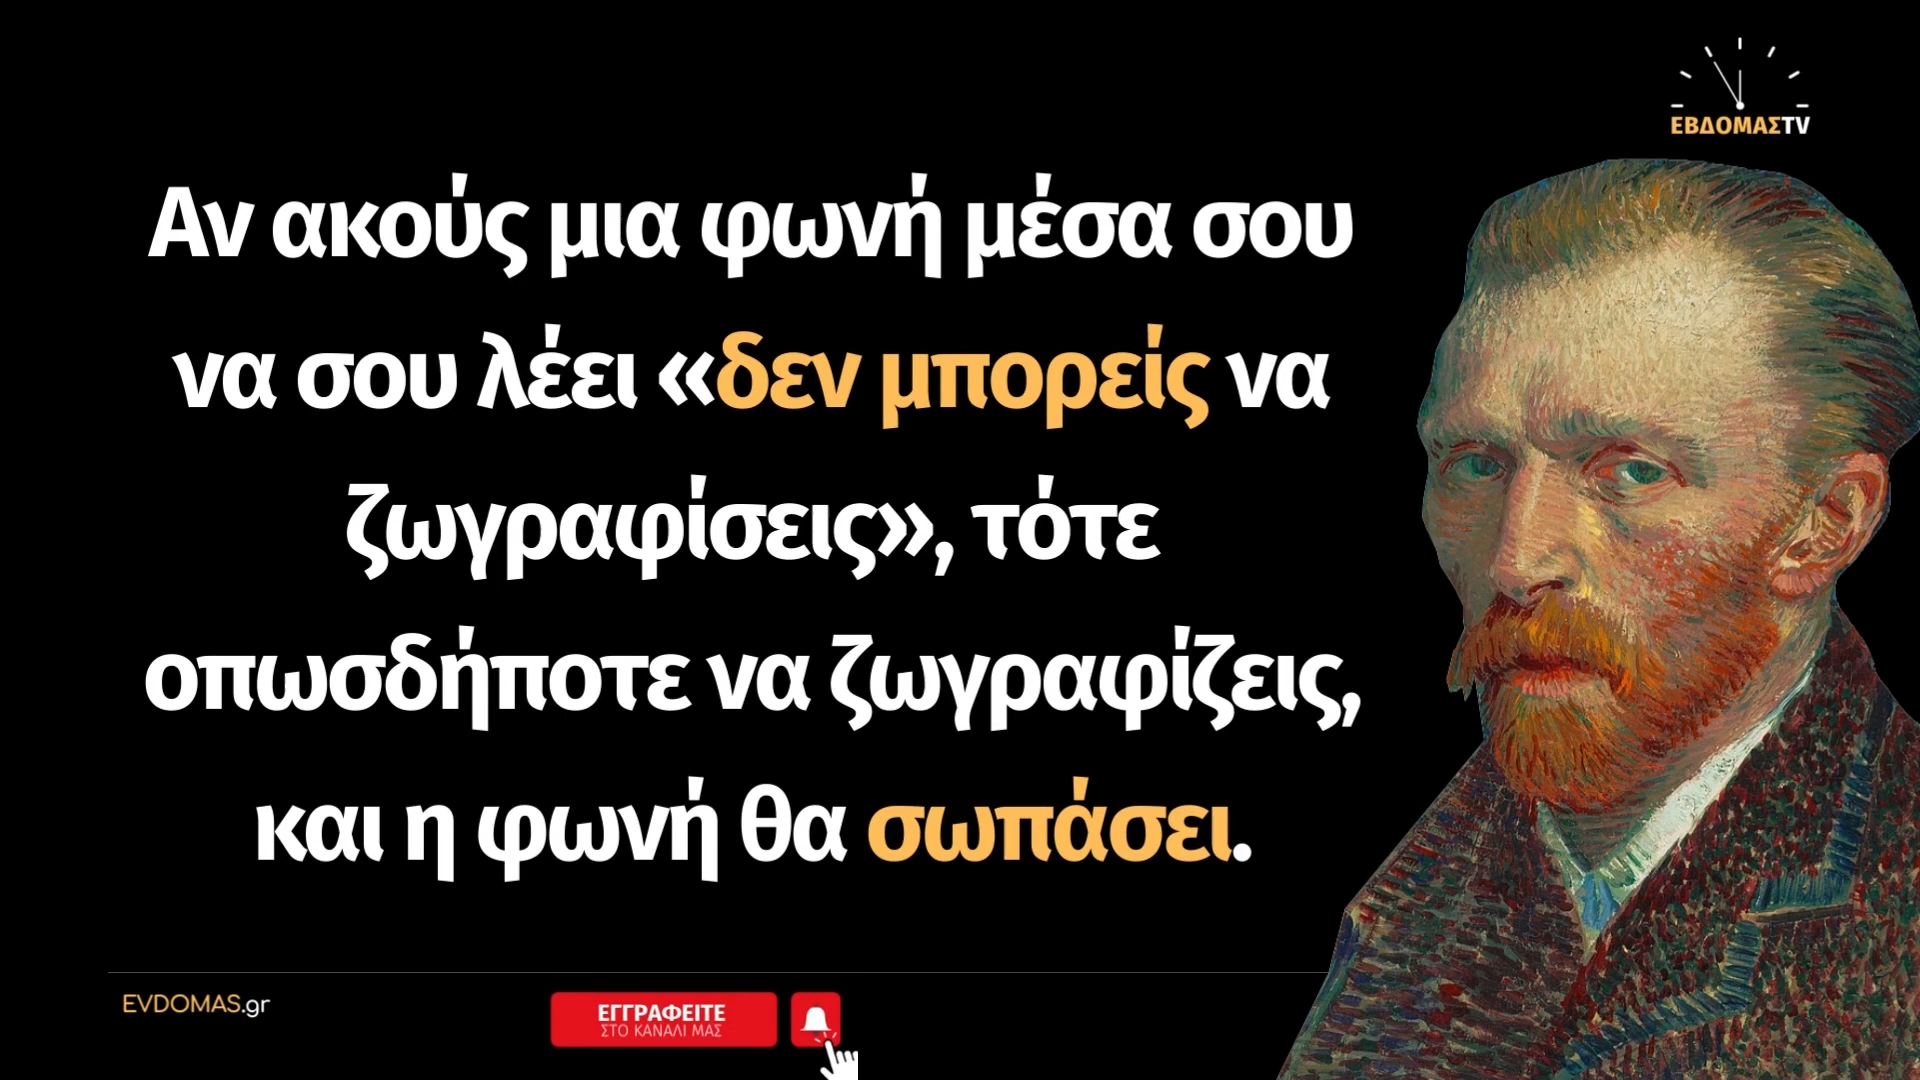 ΕΒΔΟΜΑΣTV
Αν ακούς μια φωνή μέσα σου
να σου λέει «δεν μπορείς να
ζωγραφίσεις», τότε
οπωσδήποτε να ζωγραφίζεις,
και η φωνή θα σωπάσει.
EVDOMAS.gr
ΕΓΓΡΑΦΕΙΤΕ
ΣΤΟ ΚΑΝΑΛΙ ΜΑΣ